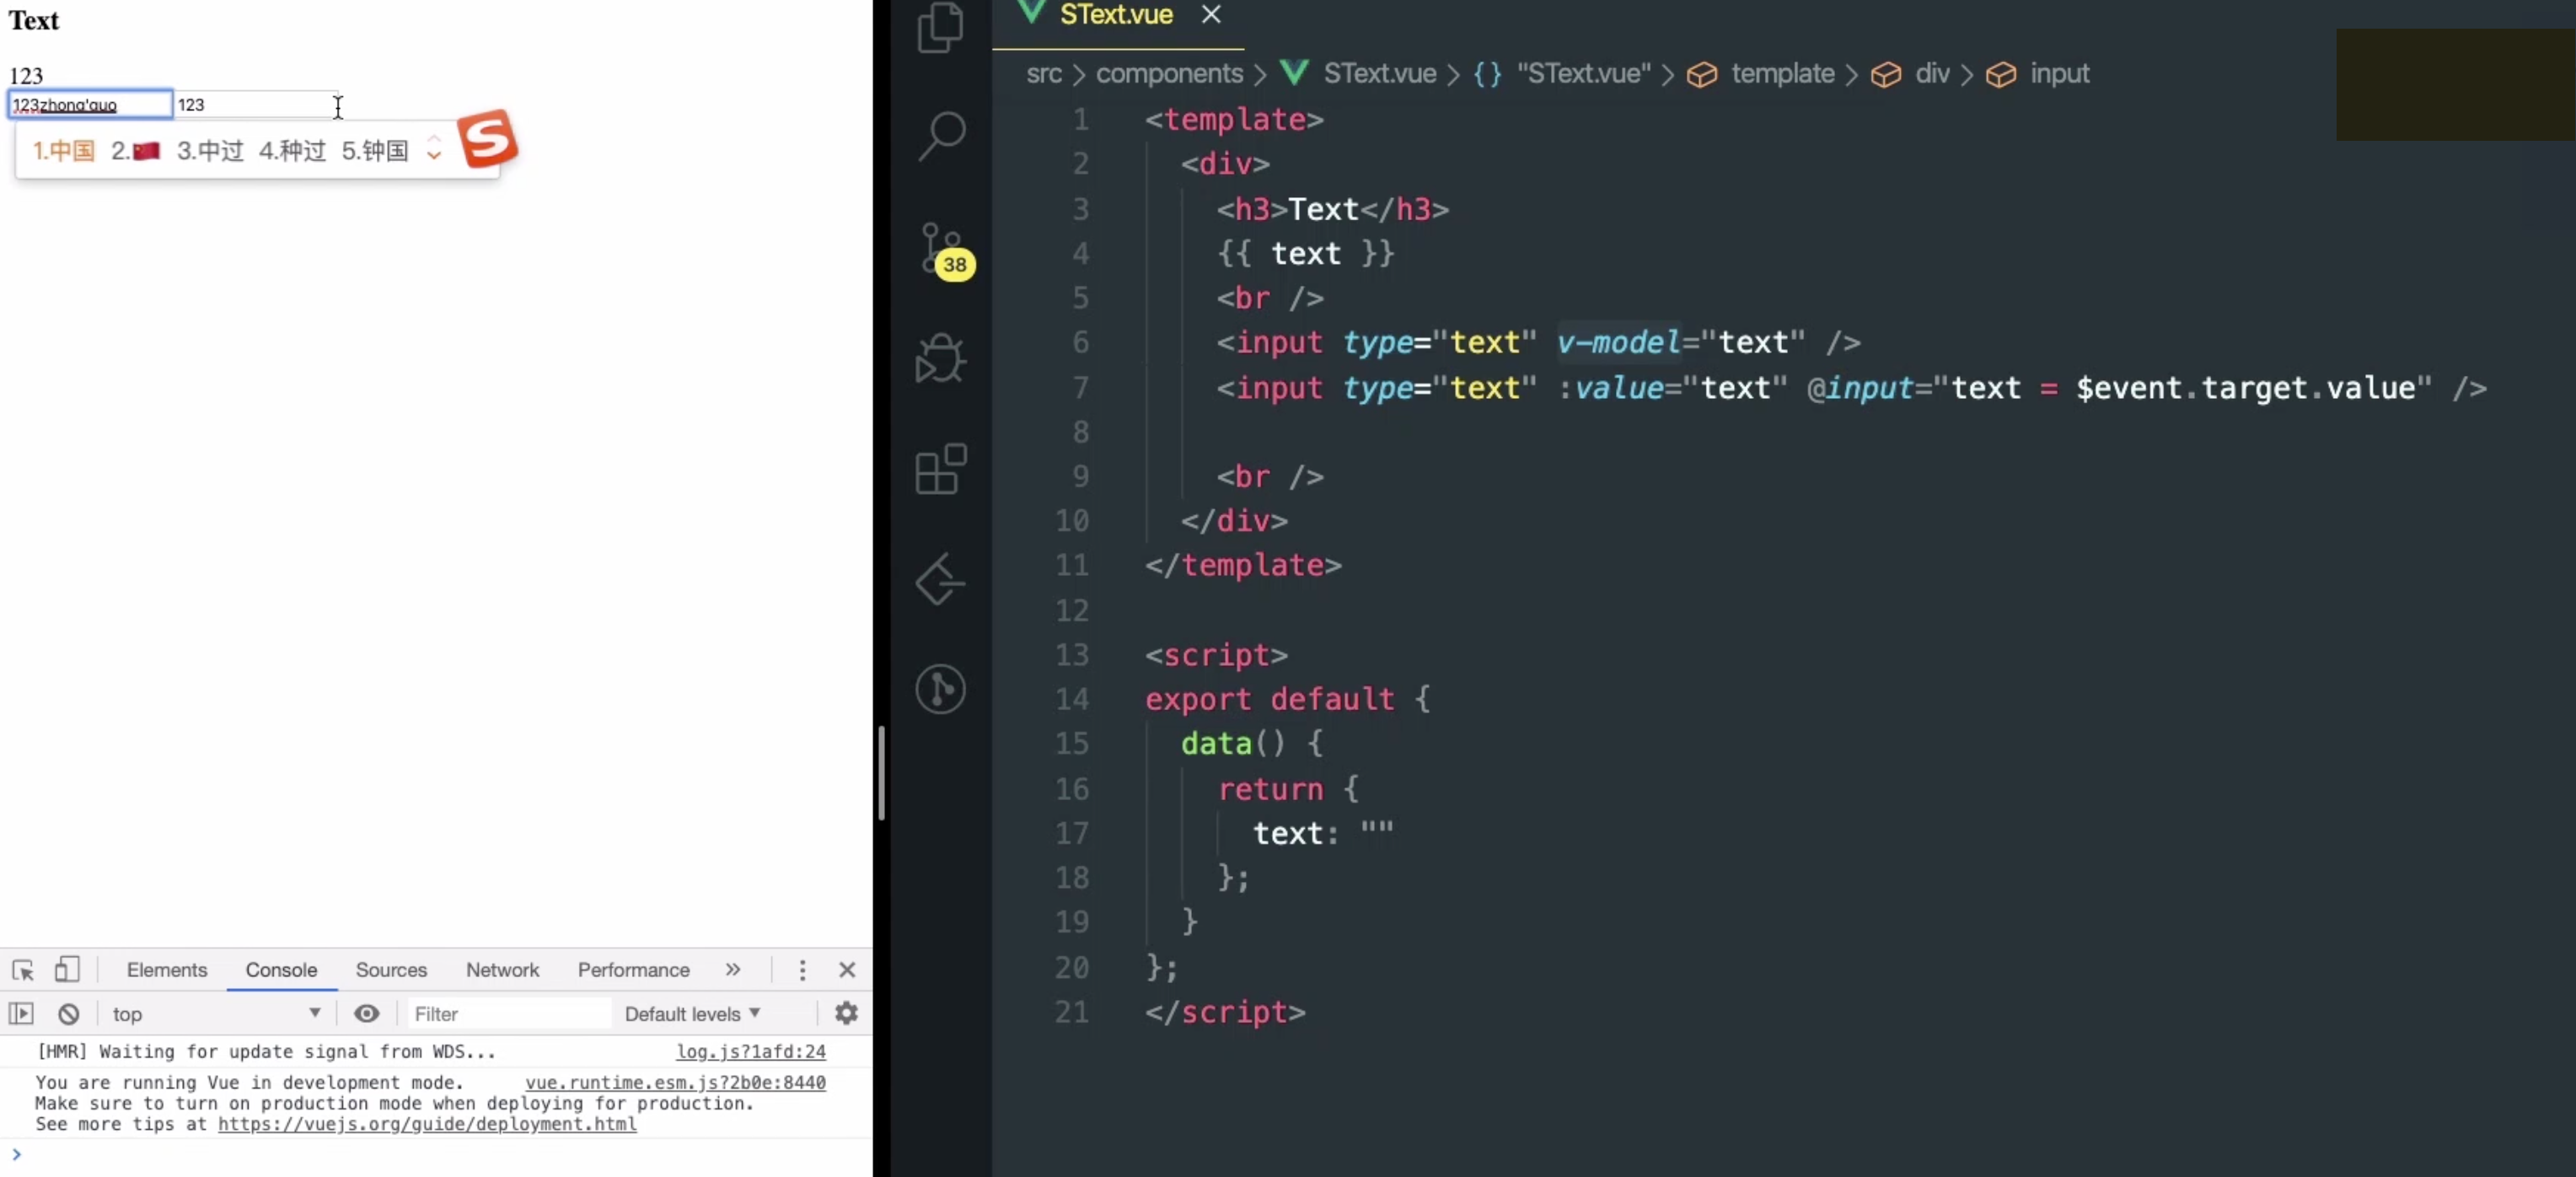 Text
123
123zhong'guo 123
1.中国 2.🇨🇳 3.中过 4.种过 5.钟国
S
38
SText.vue
src > components > SText.vue > {} "SText.vue" > template > div > input
1 <template>
2 <div>
3 <h3>Text</h3>
4 {{ text }}
5 <br />
6 <input type="text" v-model="text" />
7 <input type="text" :value="text" @input="text = $event.target.value" />
8
9 <br />
10 </div>
11 </template>
12
13 <script>
14 export default {
15 data() {
16 return {
17 text: ""
18 };
19 }
20 };
21 </script>
Elements Console Sources Network Performance »
top Filter Default levels
[HMR] Waiting for update signal from WDS... log.js?1afd:24
You are running Vue in development mode. vue.runtime.esm.js?2b0e:8440
Make sure to turn on production mode when deploying for production.
See more tips at https://vuejs.org/guide/deployment.html
>